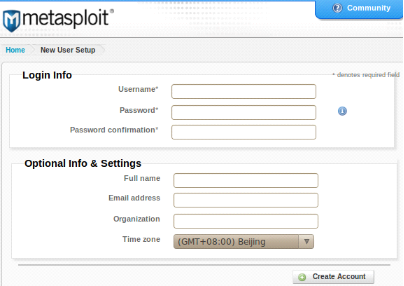 Community
metasploit®
Home New User Setup
Login Info
* denotes required field
Username*
Password*
Password confirmation*
Optional Info & Settings
Full name
Email address
Organization
Time zone (GMT+08:00) Beijing
Create Account